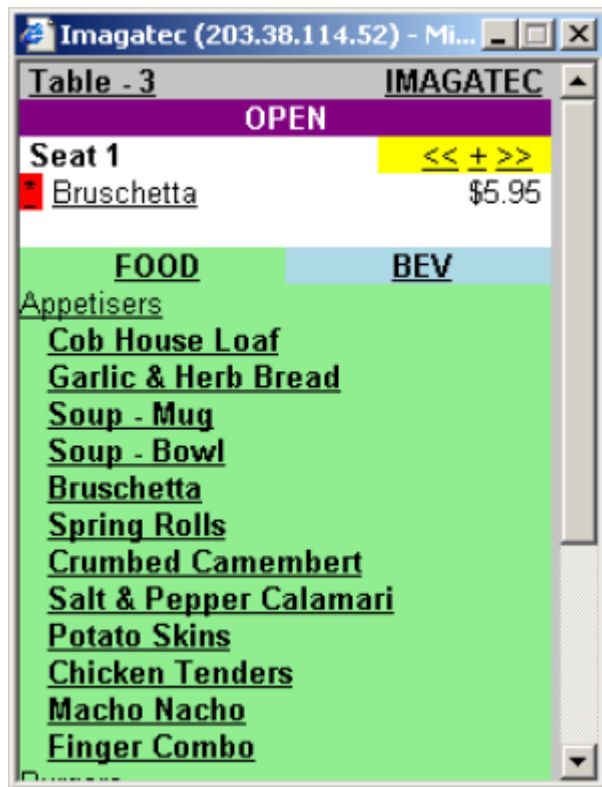 Imagatec (203.38.114.52) - Mi...
Table - 3 IMAGATEC
OPEN
Seat 1 << + >>
* Bruschetta $5.95
FOOD BEV
Appetisers
Cob House Loaf
Garlic & Herb Bread
Soup - Mug
Soup - Bowl
Bruschetta
Spring Rolls
Crumbed Camembert
Salt & Pepper Calamari
Potato Skins
Chicken Tenders
Macho Nacho
Finger Combo
Burgers